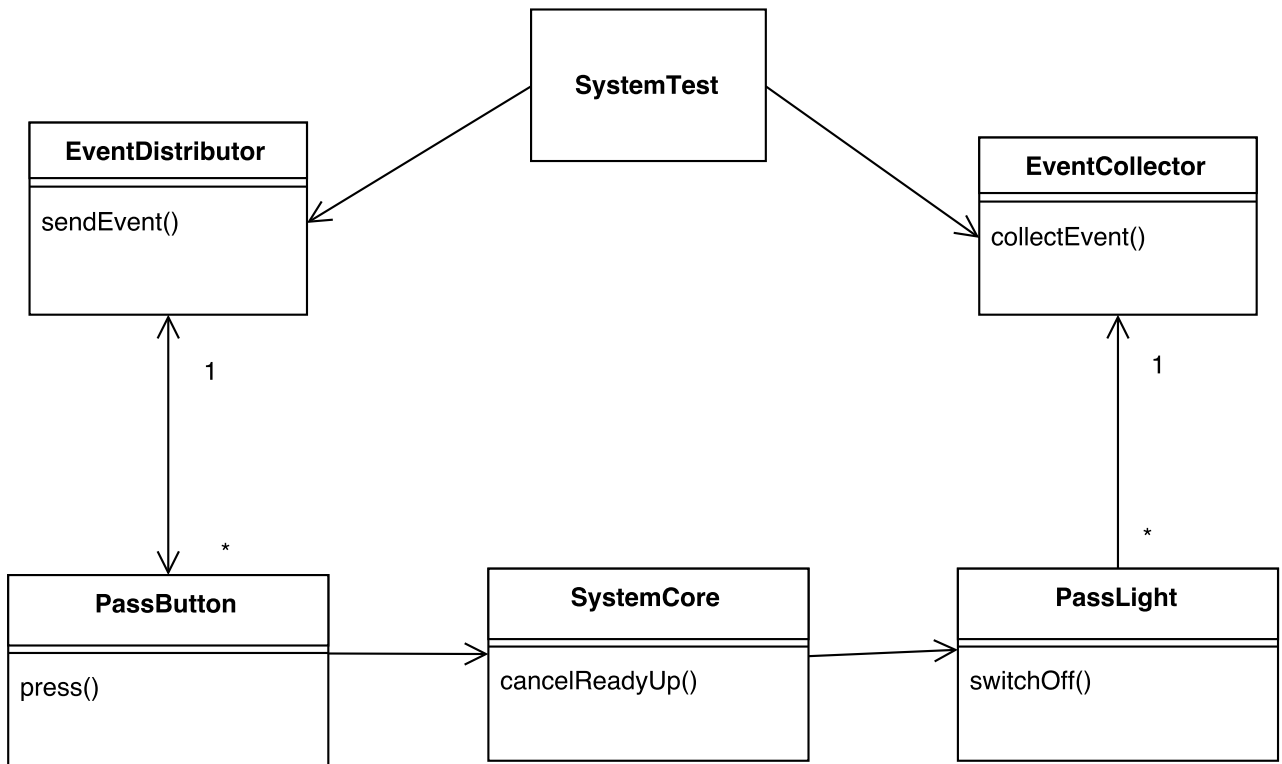 SystemTest
EventDistributor
sendEvent()
EventCollector
collectEvent()
1
1
*
*
PassButton
press()
SystemCore
cancelReadyUp()
PassLight
switchOff()